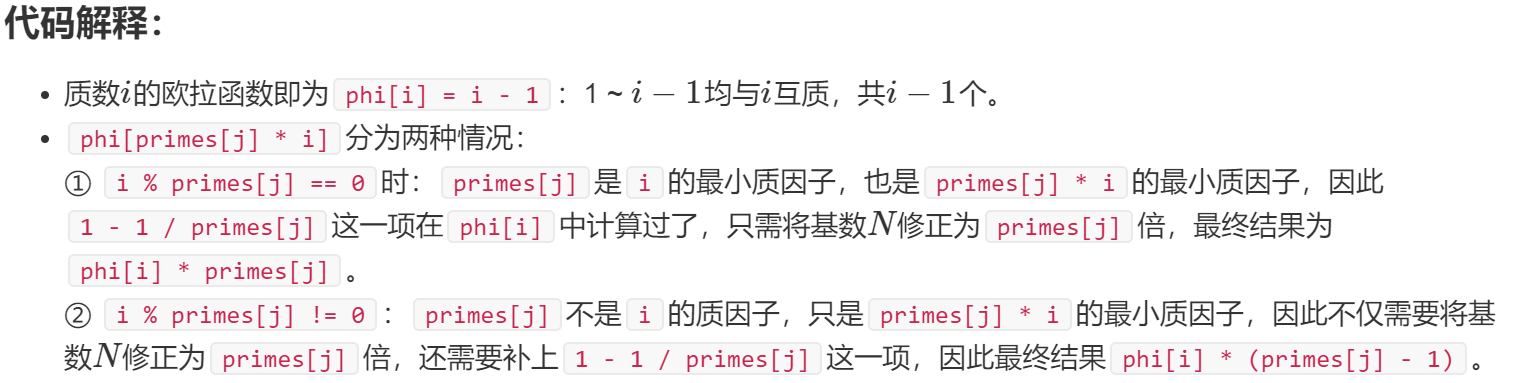 代码解释：
• 质数i的欧拉函数即为 phi[i] = i - 1 ：1 ~ i − 1均与i互质，共i − 1个。
• phi[primes[j] * i] 分为两种情况：
① i % primes[j] == 0 时： primes[j] 是 i 的最小质因子，也是 primes[j] * i 的最小质因子，因此
1 - 1 / primes[j] 这一项在 phi[i] 中计算过了，只需将基数N修正为 primes[j] 倍，最终结果为
phi[i] * primes[j] 。
② i % primes[j] != 0 ： primes[j] 不是 i 的质因子，只是 primes[j] * i 的最小质因子，因此不仅需要将基
数N修正为 primes[j] 倍，还需要补上 1 - 1 / primes[j] 这一项，因此最终结果 phi[i] * (primes[j] - 1) 。